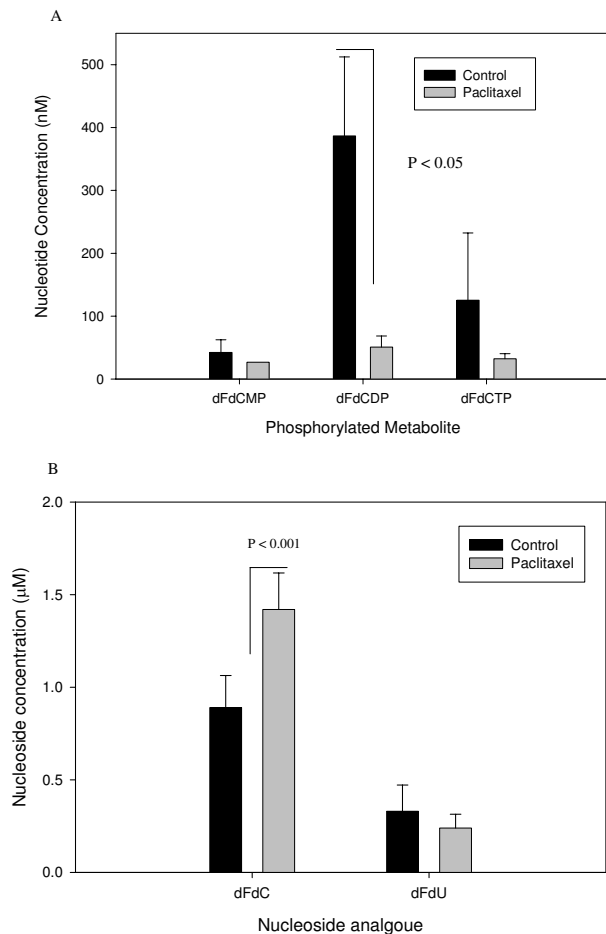 A
Nucleotide Concentration (nM)
500
400
300
200
100
0
Control
Paclitaxel
P < 0.05
dFdCMP
dFdCDP
dFdCTP
Phosphorylated Metabolite
B
Nucleoside concentration (μM)
2.0
1.5
1.0
0.5
0.0
Control
Paclitaxel
P < 0.001
dFdC
dFdU
Nucleoside analgoue